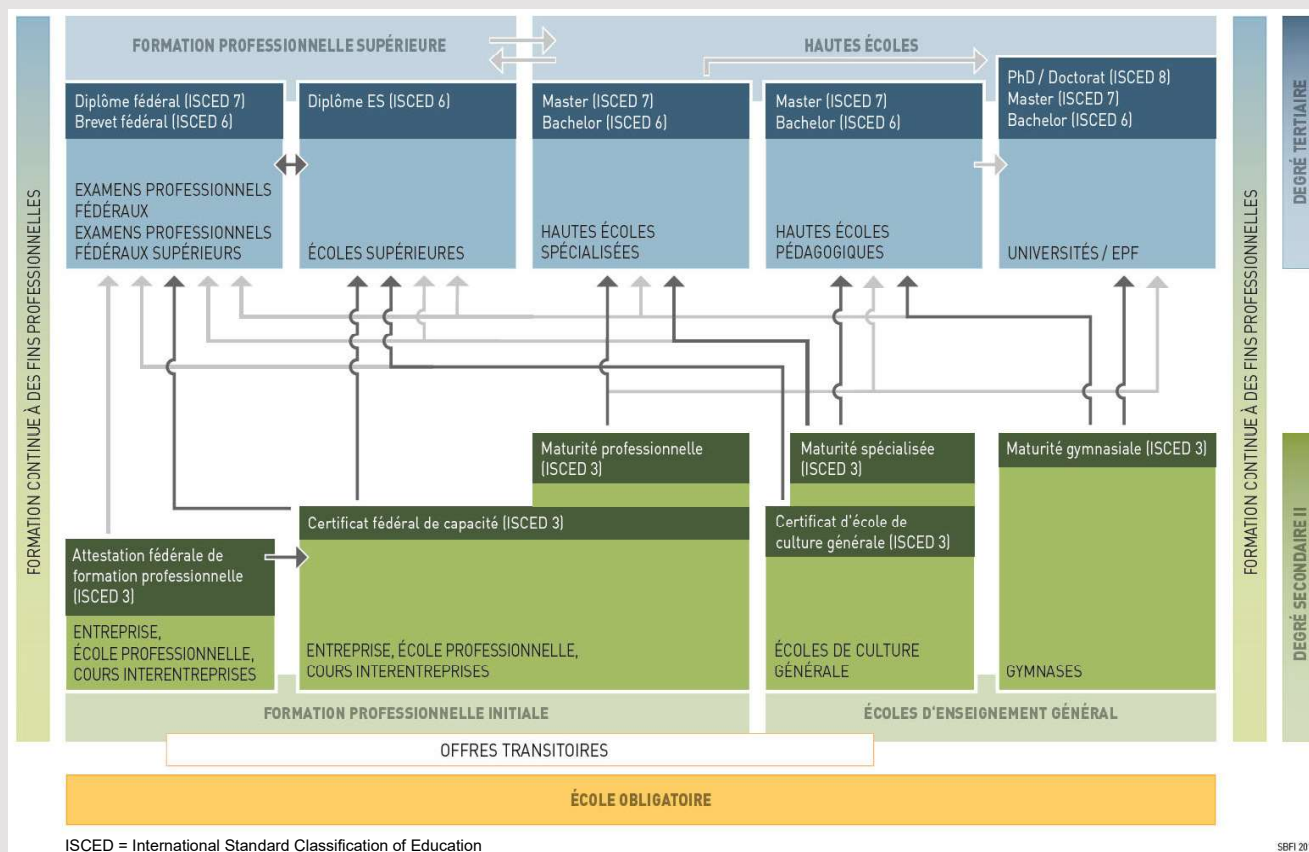 FORMATION PROFESSIONNELLE SUPÉRIEURE
HAUTES ÉCOLES
Diplôme fédéral (ISCED 7)
Brevet fédéral (ISCED 6)
EXAMENS PROFESSIONNELS
FÉDÉRAUX
EXAMENS PROFESSIONNELS
FÉDÉRAUX SUPÉRIEURS
Diplôme ES (ISCED 6)
ÉCOLES SUPÉRIEURES
Master (ISCED 7)
Bachelor (ISCED 6)
HAUTES ÉCOLES
SPÉCIALISÉES
Master (ISCED 7)
Bachelor (ISCED 6)
HAUTES ÉCOLES
PÉDAGOGIQUES
PhD / Doctorat (ISCED 8)
Master (ISCED 7)
Bachelor (ISCED 6)
UNIVERSITÉS / EPF
FORMATION CONTINUE À DES FINS PROFESSIONNELLES
FORMATION CONTINUE À DES FINS PROFESSIONNELLES
DEGRÉ TERTIAIRE
DEGRÉ SECONDAIRE II
Attestation fédérale de
formation professionnelle
(ISCED 3)
ENTREPRISE,
ÉCOLE PROFESSIONNELLE,
COURS INTERENTREPRISES
Maturité professionnelle
(ISCED 3)
Certificat fédéral de capacité (ISCED 3)
ENTREPRISE, ÉCOLE PROFESSIONNELLE,
COURS INTERENTREPRISES
Maturité spécialisée
(ISCED 3)
Certificat d'école de
culture générale (ISCED 3)
ÉCOLES DE CULTURE
GÉNÉRALE
Maturité gymnasiale (ISCED 3)
GYMNASES
FORMATION PROFESSIONNELLE INITIALE
ÉCOLES D'ENSEIGNEMENT GÉNÉRAL
OFFRES TRANSITOIRES
ÉCOLE OBLIGATOIRE
ISCED = International Standard Classification of Education
SBFI